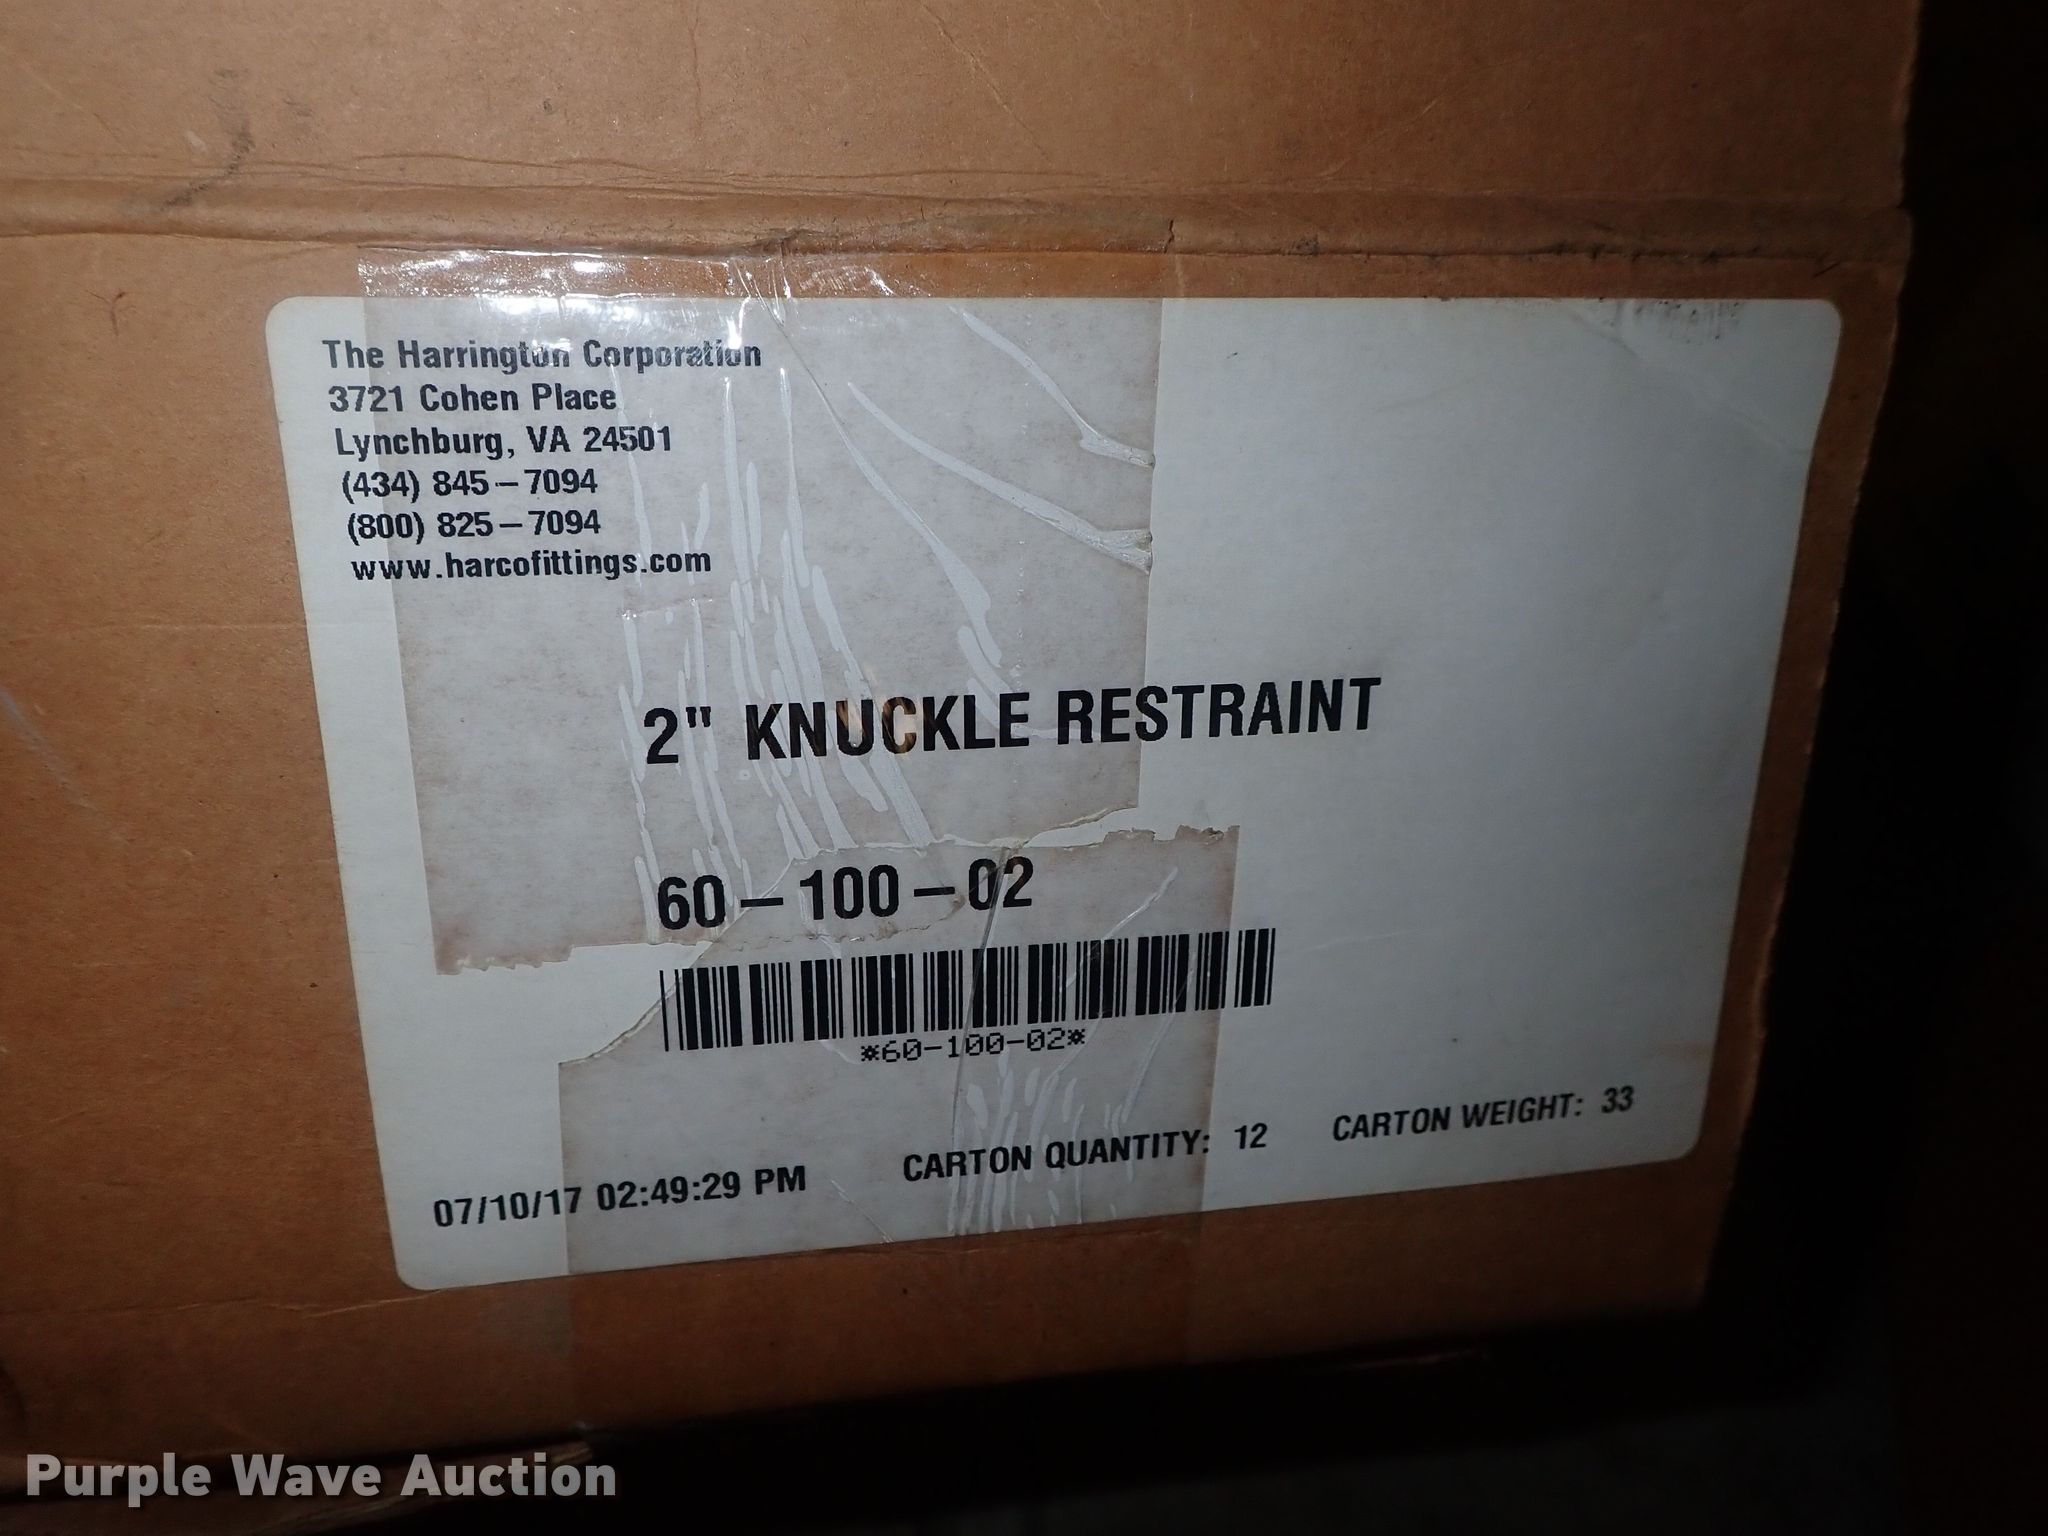 The Harrington Corporation
3721 Cohen Place
Lynchburg, VA 24501
(434) 845-7094
(800) 825-7094
www.harcofittings.com
2" KNUCKLE RESTRAINT
60-100-02
*60-100-02*
07/10/17 02:49:29 PM CARTON QUANTITY: 12 CARTON WEIGHT: 33
Purple Wave Auction